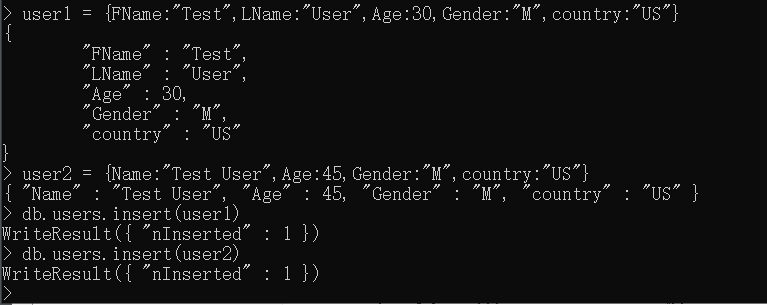 > user1 = {FName:"Test",LName:"User",Age:30,Gender:"M",country:"US"}
{
        "FName" : "Test",
        "LName" : "User",
        "Age" : 30,
        "Gender" : "M",
        "country" : "US"
}
> user2 = {Name:"Test User",Age:45,Gender:"M",country:"US"}
{ "Name" : "Test User", "Age" : 45, "Gender" : "M", "country" : "US" }
> db.users.insert(user1)
WriteResult({ "nInserted" : 1 })
> db.users.insert(user2)
WriteResult({ "nInserted" : 1 })
>